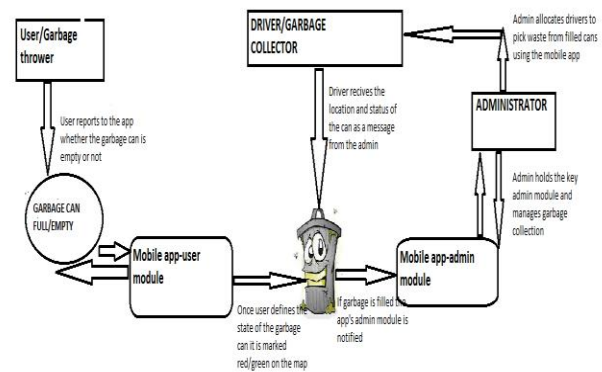 User/Garbage
thrower
User reports to the app
whether the garbage can is
empty or not
GARBAGE CAN
FULL/EMPTY
Mobile app-user
module
Once user defines the
state of the garbage
can it is marked
red/green on the map
DRIVER/GARBAGE
COLLECTOR
Driver recives the
location and status of
the can as a message
from the admin
If garbage is filled the
app's admin module is
notified
Mobile app-admin
module
Admin allocates drivers to
pick waste from filled cans
using the mobile app
ADMINISTRATOR
Admin holds the key
admin module and
manages garbage
collection